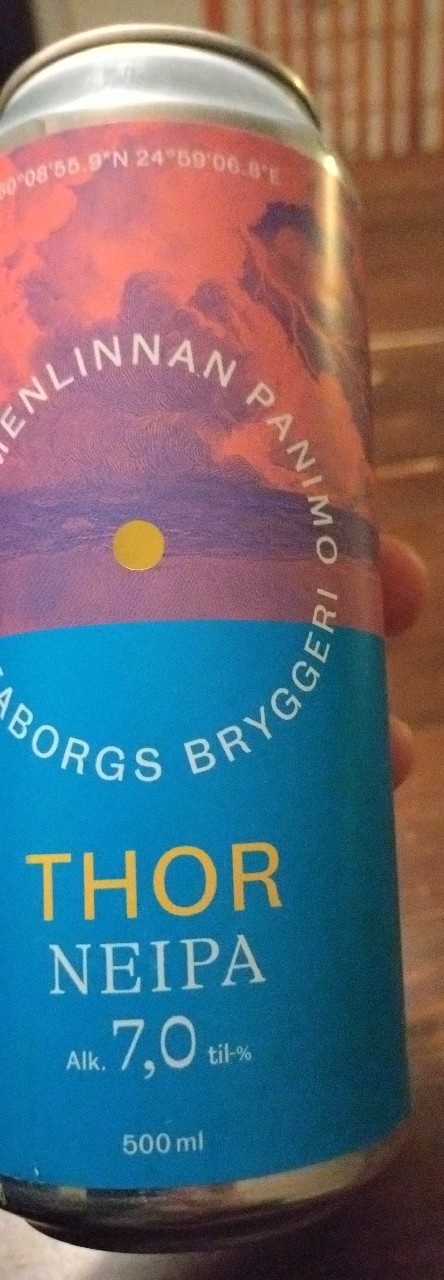 60°08'55.9"N 24°59'06.8"E
MENLINNAN PANIMO
EABORGS BRYGGERI
THOR
NEIPA
Alk. 7,0 til-%
500 ml